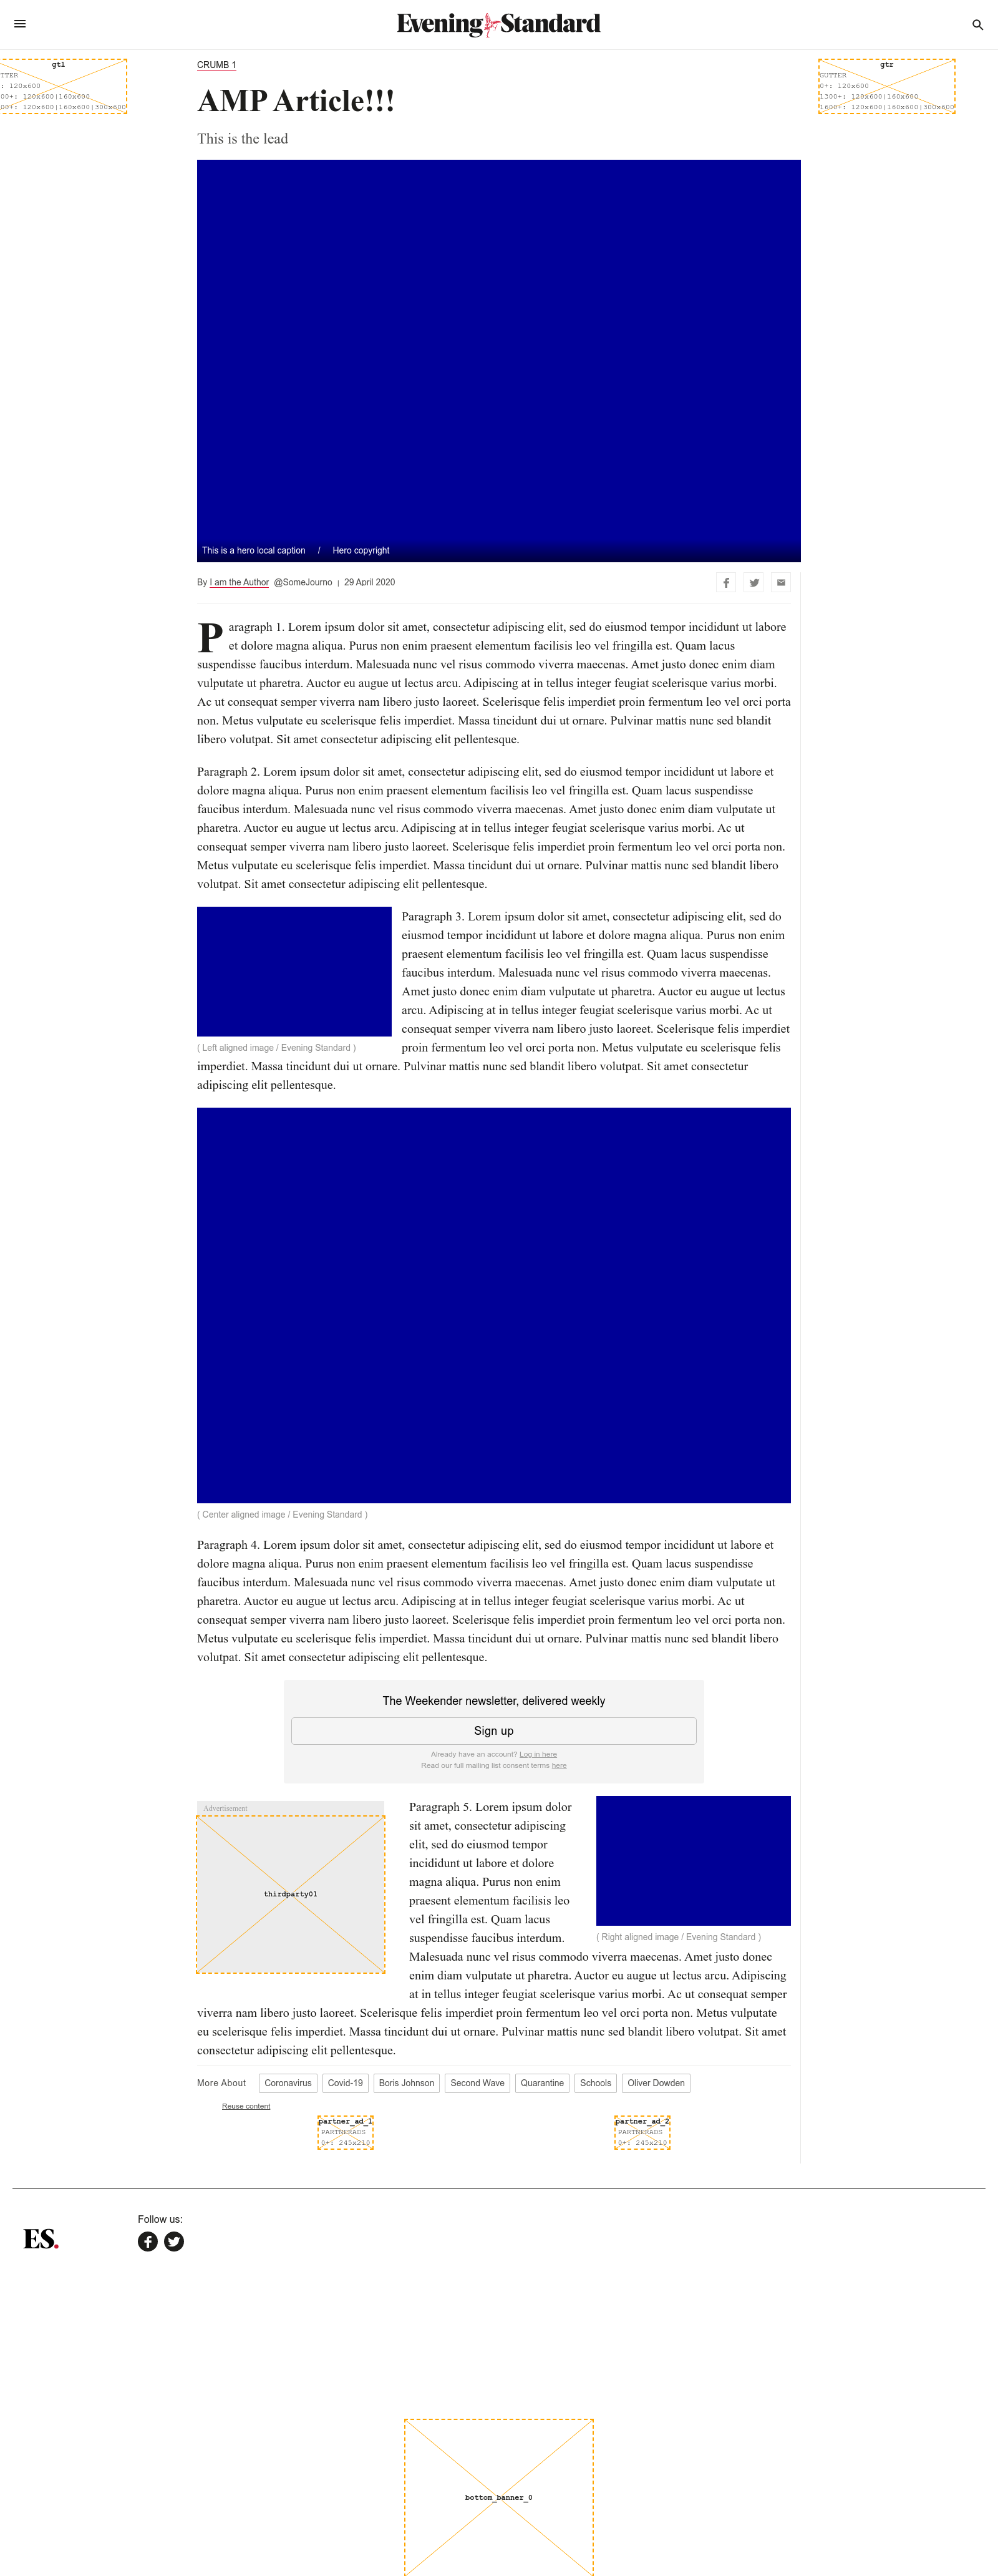 Evening Standard
gtl
TTER
: 120x600
00+: 120x600|160x600
00+: 120x600|160x600|300x600
gtr
GUTTER
0+: 120x600
1300+: 120x600|160x600
1600+: 120x600|160x600|300x600
CRUMB 1
AMP Article!!!
This is the lead
This is a hero local caption / Hero copyright
By I am the Author @SomeJourno | 29 April 2020
Paragraph 1. Lorem ipsum dolor sit amet, consectetur adipiscing elit, sed do eiusmod tempor incididunt ut labore
et dolore magna aliqua. Purus non enim praesent elementum facilisis leo vel fringilla est. Quam lacus
suspendisse faucibus interdum. Malesuada nunc vel risus commodo viverra maecenas. Amet justo donec enim diam
vulputate ut pharetra. Auctor eu augue ut lectus arcu. Adipiscing at in tellus integer feugiat scelerisque varius morbi.
Ac ut consequat semper viverra nam libero justo laoreet. Scelerisque felis imperdiet proin fermentum leo vel orci porta
non. Metus vulputate eu scelerisque felis imperdiet. Massa tincidunt dui ut ornare. Pulvinar mattis nunc sed blandit
libero volutpat. Sit amet consectetur adipiscing elit pellentesque.
Paragraph 2. Lorem ipsum dolor sit amet, consectetur adipiscing elit, sed do eiusmod tempor incididunt ut labore et
dolore magna aliqua. Purus non enim praesent elementum facilisis leo vel fringilla est. Quam lacus suspendisse
faucibus interdum. Malesuada nunc vel risus commodo viverra maecenas. Amet justo donec enim diam vulputate ut
pharetra. Auctor eu augue ut lectus arcu. Adipiscing at in tellus integer feugiat scelerisque varius morbi. Ac ut
consequat semper viverra nam libero justo laoreet. Scelerisque felis imperdiet proin fermentum leo vel orci porta non.
Metus vulputate eu scelerisque felis imperdiet. Massa tincidunt dui ut ornare. Pulvinar mattis nunc sed blandit libero
volutpat. Sit amet consectetur adipiscing elit pellentesque.
( Left aligned image / Evening Standard )
Paragraph 3. Lorem ipsum dolor sit amet, consectetur adipiscing elit, sed do
eiusmod tempor incididunt ut labore et dolore magna aliqua. Purus non enim
praesent elementum facilisis leo vel fringilla est. Quam lacus suspendisse
faucibus interdum. Malesuada nunc vel risus commodo viverra maecenas.
Amet justo donec enim diam vulputate ut pharetra. Auctor eu augue ut lectus
arcu. Adipiscing at in tellus integer feugiat scelerisque varius morbi. Ac ut
consequat semper viverra nam libero justo laoreet. Scelerisque felis imperdiet
proin fermentum leo vel orci porta non. Metus vulputate eu scelerisque felis
imperdiet. Massa tincidunt dui ut ornare. Pulvinar mattis nunc sed blandit libero volutpat. Sit amet consectetur
adipiscing elit pellentesque.
( Center aligned image / Evening Standard )
Paragraph 4. Lorem ipsum dolor sit amet, consectetur adipiscing elit, sed do eiusmod tempor incididunt ut labore et
dolore magna aliqua. Purus non enim praesent elementum facilisis leo vel fringilla est. Quam lacus suspendisse
faucibus interdum. Malesuada nunc vel risus commodo viverra maecenas. Amet justo donec enim diam vulputate ut
pharetra. Auctor eu augue ut lectus arcu. Adipiscing at in tellus integer feugiat scelerisque varius morbi. Ac ut
consequat semper viverra nam libero justo laoreet. Scelerisque felis imperdiet proin fermentum leo vel orci porta non.
Metus vulputate eu scelerisque felis imperdiet. Massa tincidunt dui ut ornare. Pulvinar mattis nunc sed blandit libero
volutpat. Sit amet consectetur adipiscing elit pellentesque.
The Weekender newsletter, delivered weekly
Sign up
Already have an account? Log in here
Read our full mailing list consent terms here
Advertisement
thirdparty01
( Right aligned image / Evening Standard )
Paragraph 5. Lorem ipsum dolor
sit amet, consectetur adipiscing
elit, sed do eiusmod tempor
incididunt ut labore et dolore
magna aliqua. Purus non enim
praesent elementum facilisis leo
vel fringilla est. Quam lacus
suspendisse faucibus interdum.
Malesuada nunc vel risus commodo viverra maecenas. Amet justo donec
enim diam vulputate ut pharetra. Auctor eu augue ut lectus arcu. Adipiscing
at in tellus integer feugiat scelerisque varius morbi. Ac ut consequat semper
viverra nam libero justo laoreet. Scelerisque felis imperdiet proin fermentum leo vel orci porta non. Metus vulputate
eu scelerisque felis imperdiet. Massa tincidunt dui ut ornare. Pulvinar mattis nunc sed blandit libero volutpat. Sit amet
consectetur adipiscing elit pellentesque.
More About Coronavirus Covid-19 Boris Johnson Second Wave Quarantine Schools Oliver Dowden
Reuse content
partner_ad_1
PARTNERADS
0+: 245x210
partner_ad_2
PARTNERADS
0+: 245x210
ES.
Follow us:
bottom_banner_0